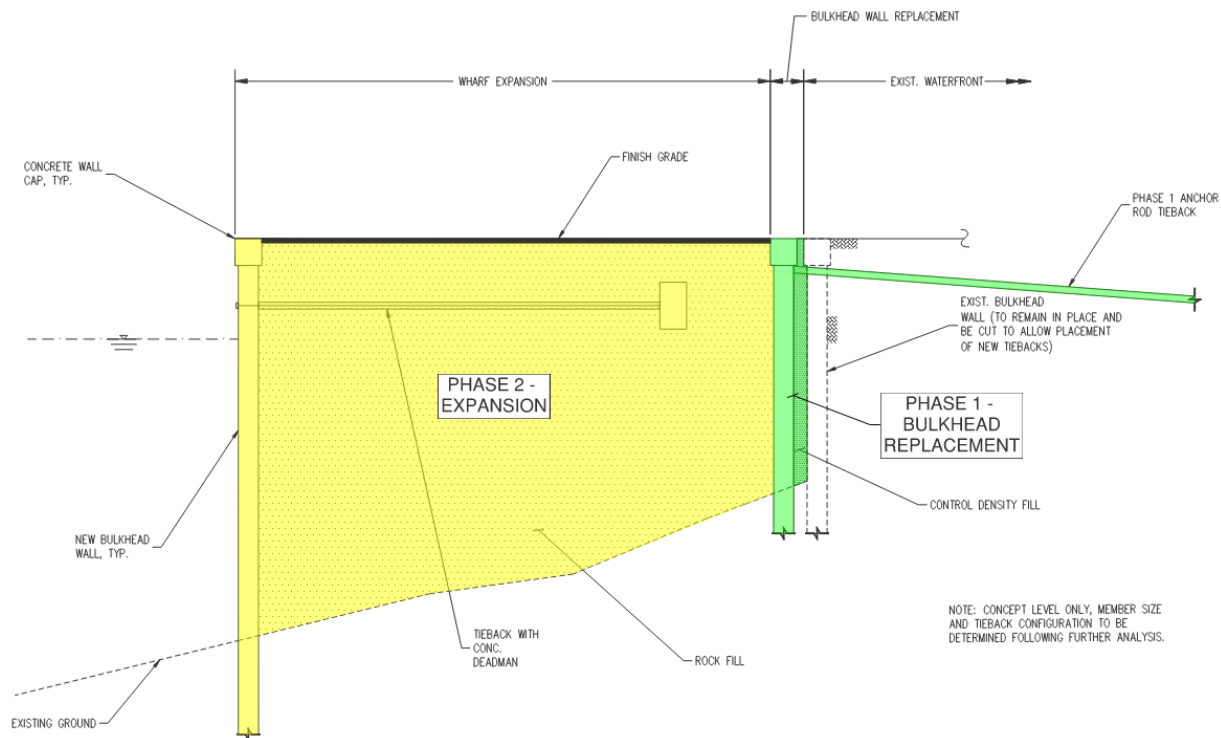 BULKHEAD WALL REPLACEMENT
WHARF EXPANSION
EXIST. WATERFRONT
CONCRETE WALL
CAP, TYP.
FINISH GRADE
PHASE 1 ANCHOR
ROD TIEBACK
EXIST. BULKHEAD
WALL (TO REMAIN IN PLACE AND
BE CUT TO ALLOW PLACEMENT
OF NEW TIEBACKS)
PHASE 2 -
EXPANSION
PHASE 1 -
BULKHEAD
REPLACEMENT
CONTROL DENSITY FILL
NEW BULKHEAD
WALL, TYP.
TIEBACK WITH
CONC.
DEADMAN
ROCK FILL
NOTE: CONCEPT LEVEL ONLY, MEMBER SIZE
AND TIEBACK CONFIGURATION TO BE
DETERMINED FOLLOWING FURTHER ANALYSIS.
EXISTING GROUND